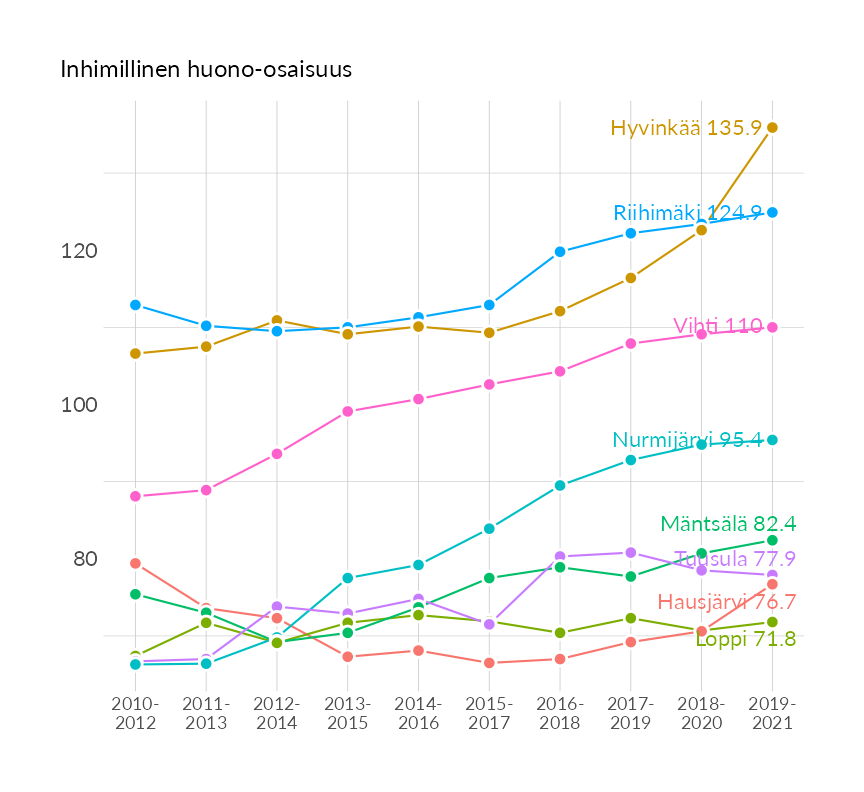 Inhimillinen huono-osaisuus
Hyvinkää 135.9
Riihimäki 124.9
120
Vihti 110
100
Nurmijärvi 95.4
Mäntsälä 82.4
80
Tuusula 77.9
Hausjärvi 76.7
Loppi 71.8
2010- 2011- 2012- 2013- 2014- 2015- 2016- 2017- 2018- 2019-
2012 2013 2014 2015 2016 2017 2018 2019 2020 2021